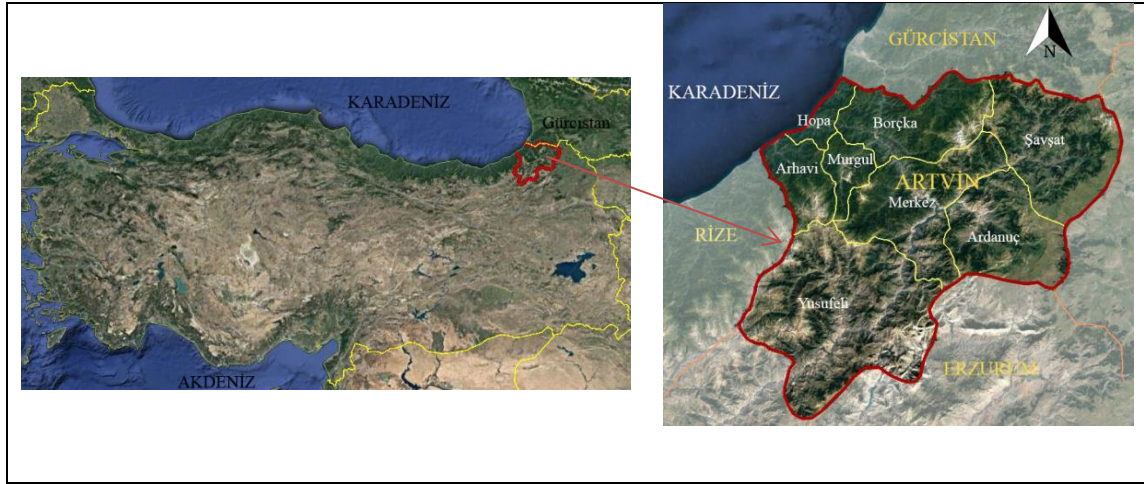 KARADENİZ
Gürcistan
AKDENİZ
GÜRCİSTAN
N
KARADENİZ
Hopa
Borçka
Şavşat
Arhavi
Murgul
ARTVİN
Merkez
RİZE
Ardanuç
Yusufeli
ERZURUM